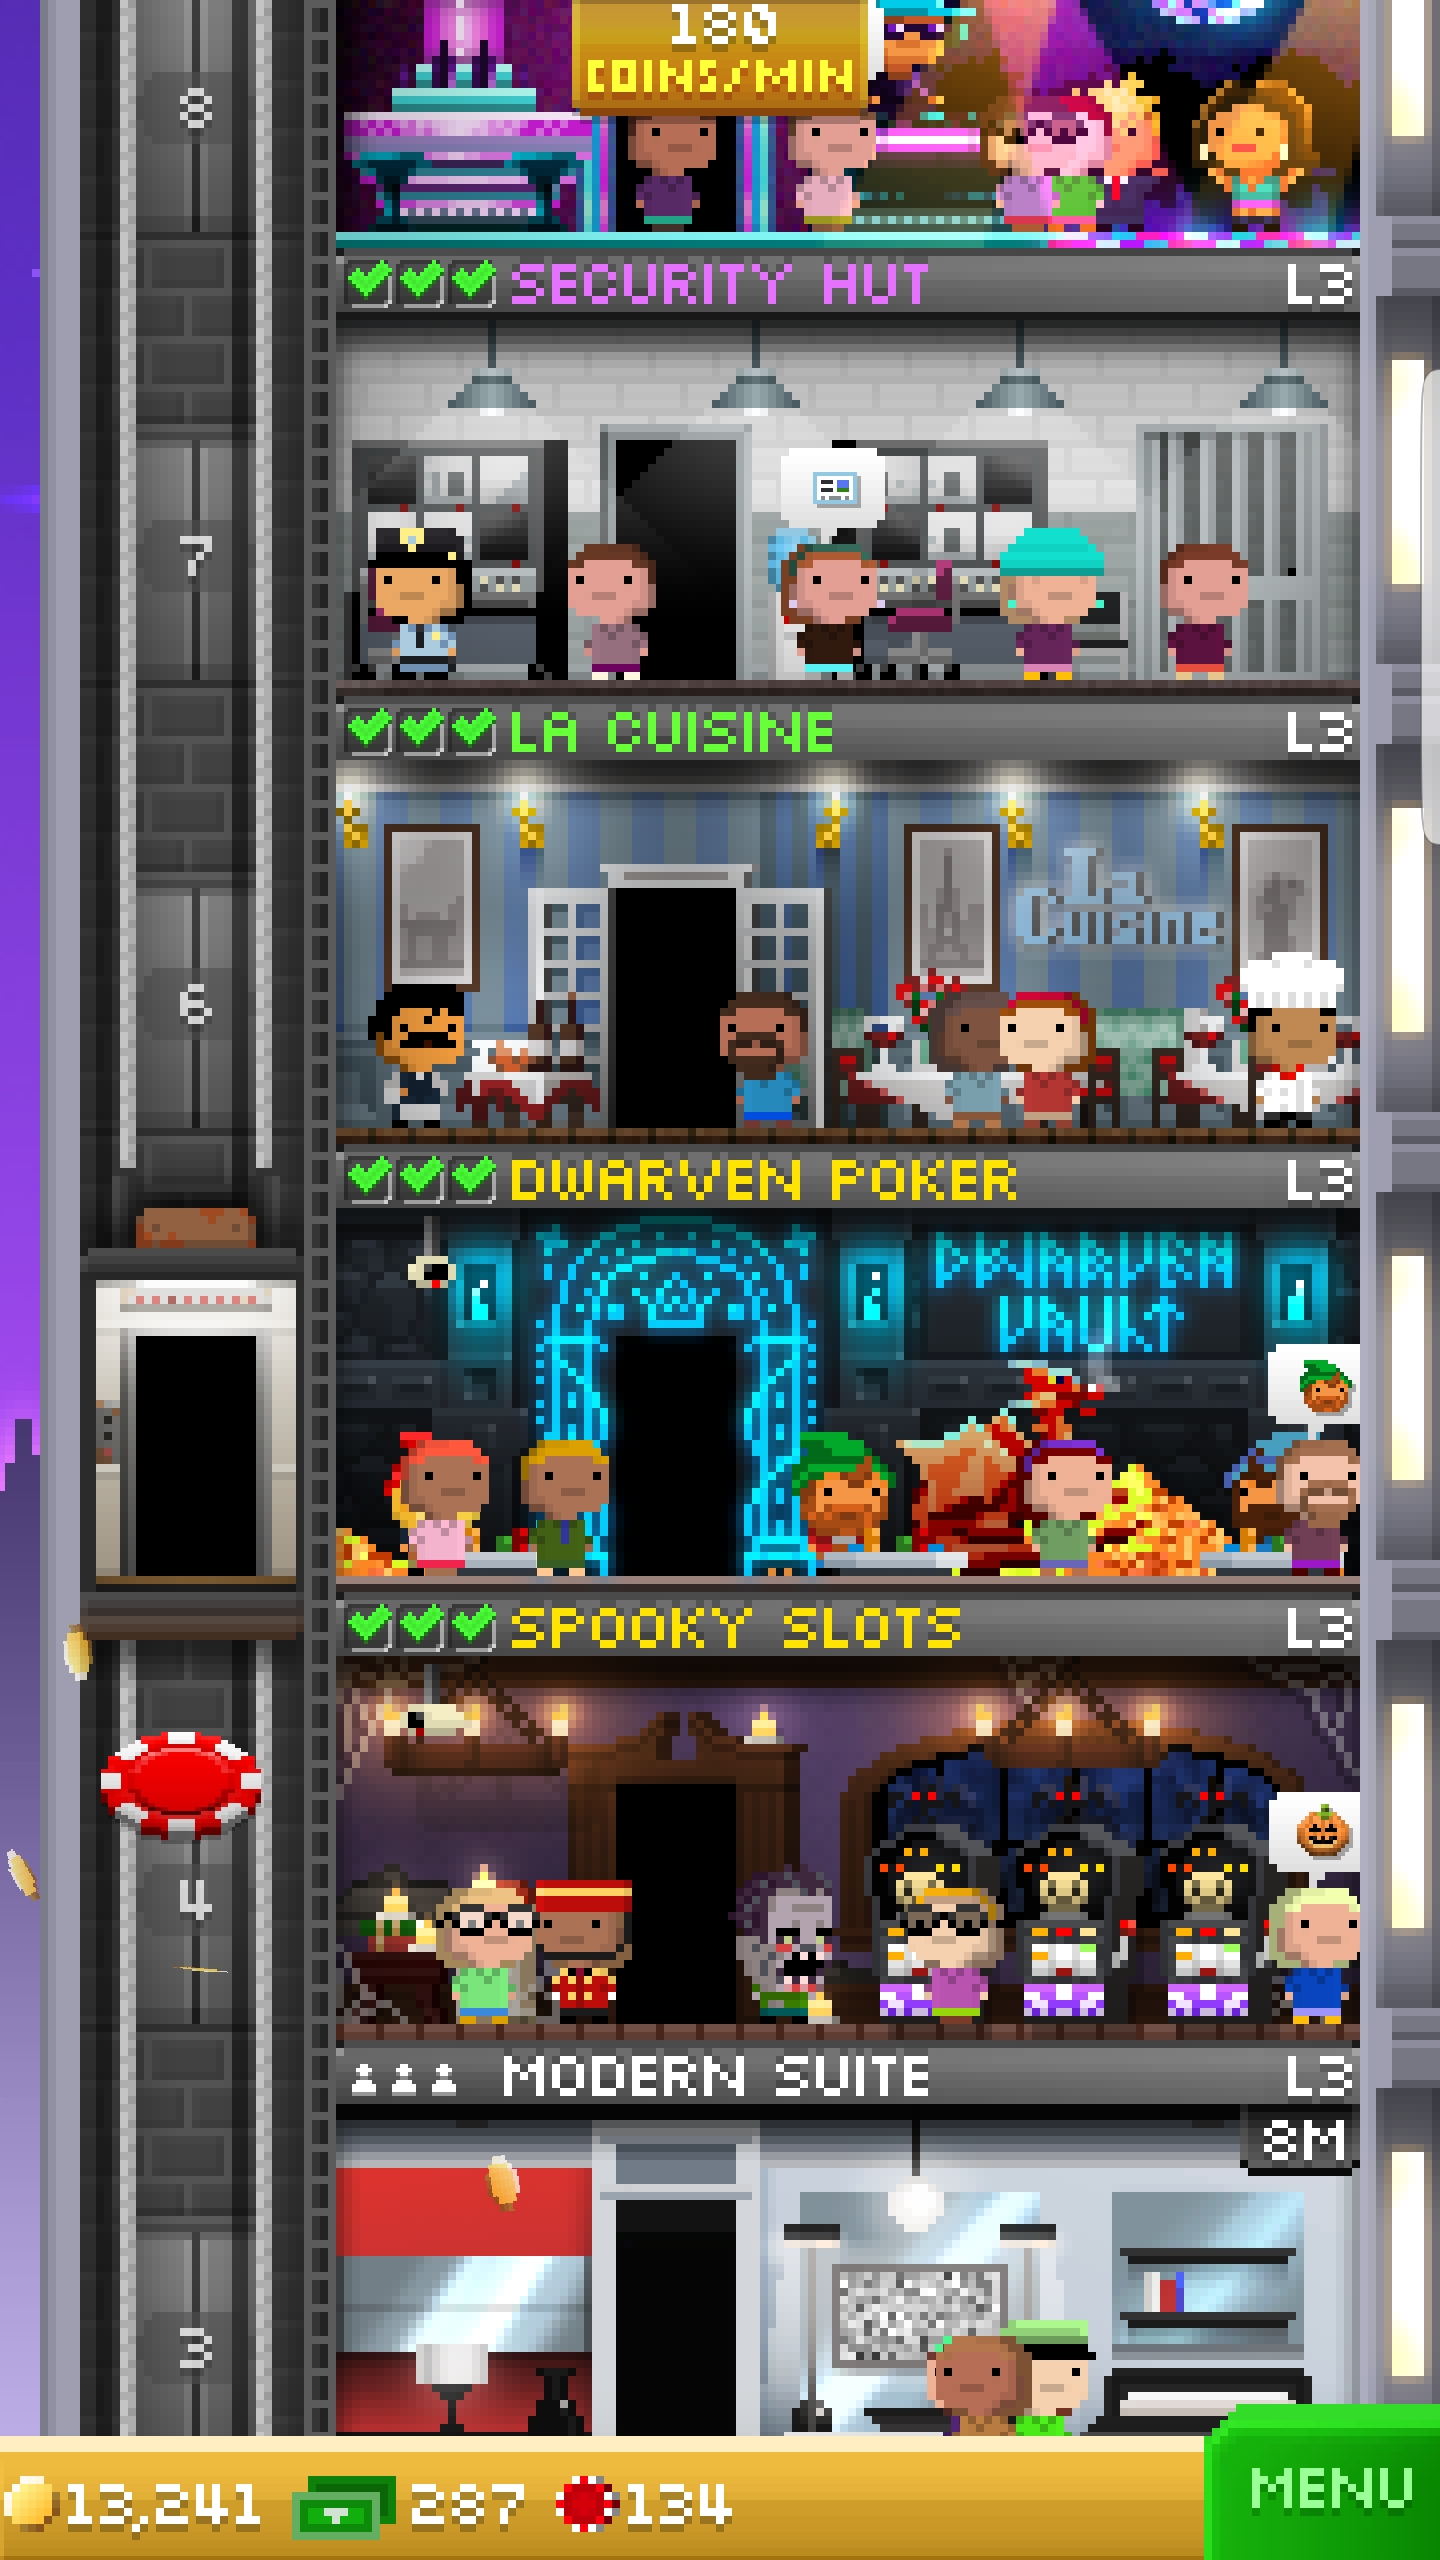 180
COINS/MIN
8
SECURITY HUT L3
7
LA CUISINE L3
La
Cuisine
6
DWARVEN POKER L3
DWARVEN
VAULT
SPOOKY SLOTS L3
4
MODERN SUITE L3
8M
3
13,241 287 134
MENU